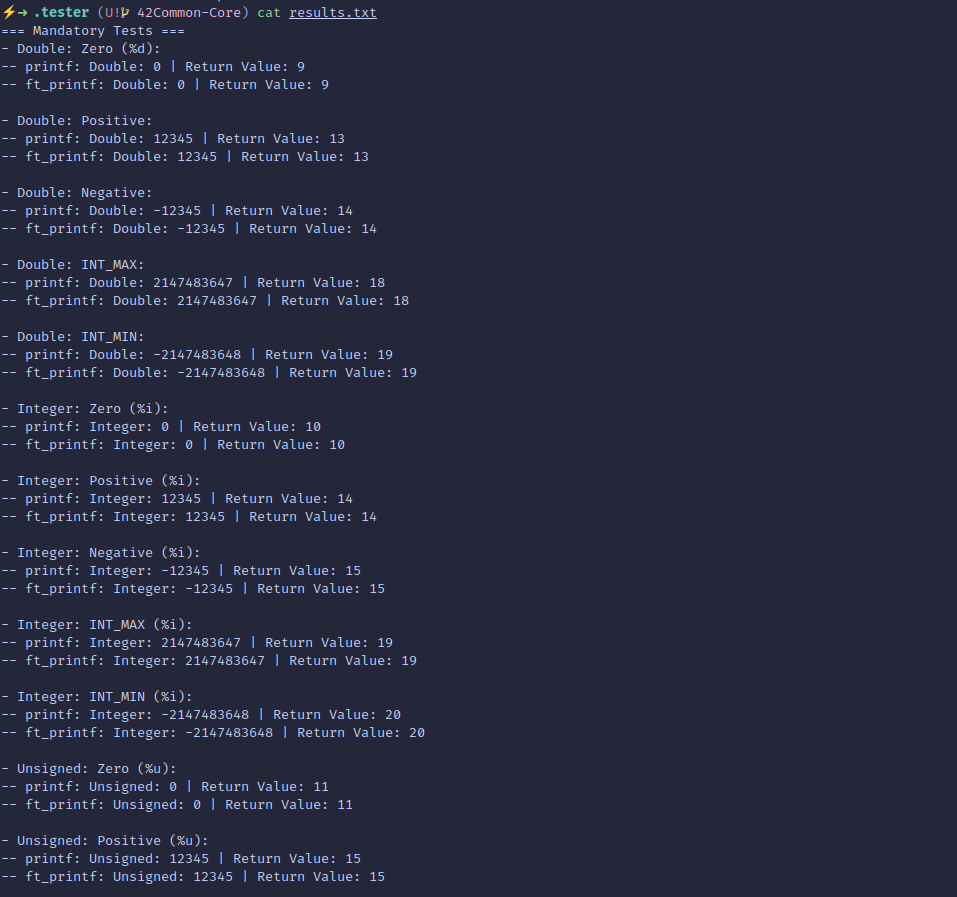 ⚡→ .tester (U! 42Common-Core) cat results.txt
=== Mandatory Tests ===
- Double: Zero (%d):
-- printf: Double: 0 | Return Value: 9
-- ft_printf: Double: 0 | Return Value: 9

- Double: Positive:
-- printf: Double: 12345 | Return Value: 13
-- ft_printf: Double: 12345 | Return Value: 13

- Double: Negative:
-- printf: Double: -12345 | Return Value: 14
-- ft_printf: Double: -12345 | Return Value: 14

- Double: INT_MAX:
-- printf: Double: 2147483647 | Return Value: 18
-- ft_printf: Double: 2147483647 | Return Value: 18

- Double: INT_MIN:
-- printf: Double: -2147483648 | Return Value: 19
-- ft_printf: Double: -2147483648 | Return Value: 19

- Integer: Zero (%i):
-- printf: Integer: 0 | Return Value: 10
-- ft_printf: Integer: 0 | Return Value: 10

- Integer: Positive (%i):
-- printf: Integer: 12345 | Return Value: 14
-- ft_printf: Integer: 12345 | Return Value: 14

- Integer: Negative (%i):
-- printf: Integer: -12345 | Return Value: 15
-- ft_printf: Integer: -12345 | Return Value: 15

- Integer: INT_MAX (%i):
-- printf: Integer: 2147483647 | Return Value: 19
-- ft_printf: Integer: 2147483647 | Return Value: 19

- Integer: INT_MIN (%i):
-- printf: Integer: -2147483648 | Return Value: 20
-- ft_printf: Integer: -2147483648 | Return Value: 20

- Unsigned: Zero (%u):
-- printf: Unsigned: 0 | Return Value: 11
-- ft_printf: Unsigned: 0 | Return Value: 11

- Unsigned: Positive (%u):
-- printf: Unsigned: 12345 | Return Value: 15
-- ft_printf: Unsigned: 12345 | Return Value: 15